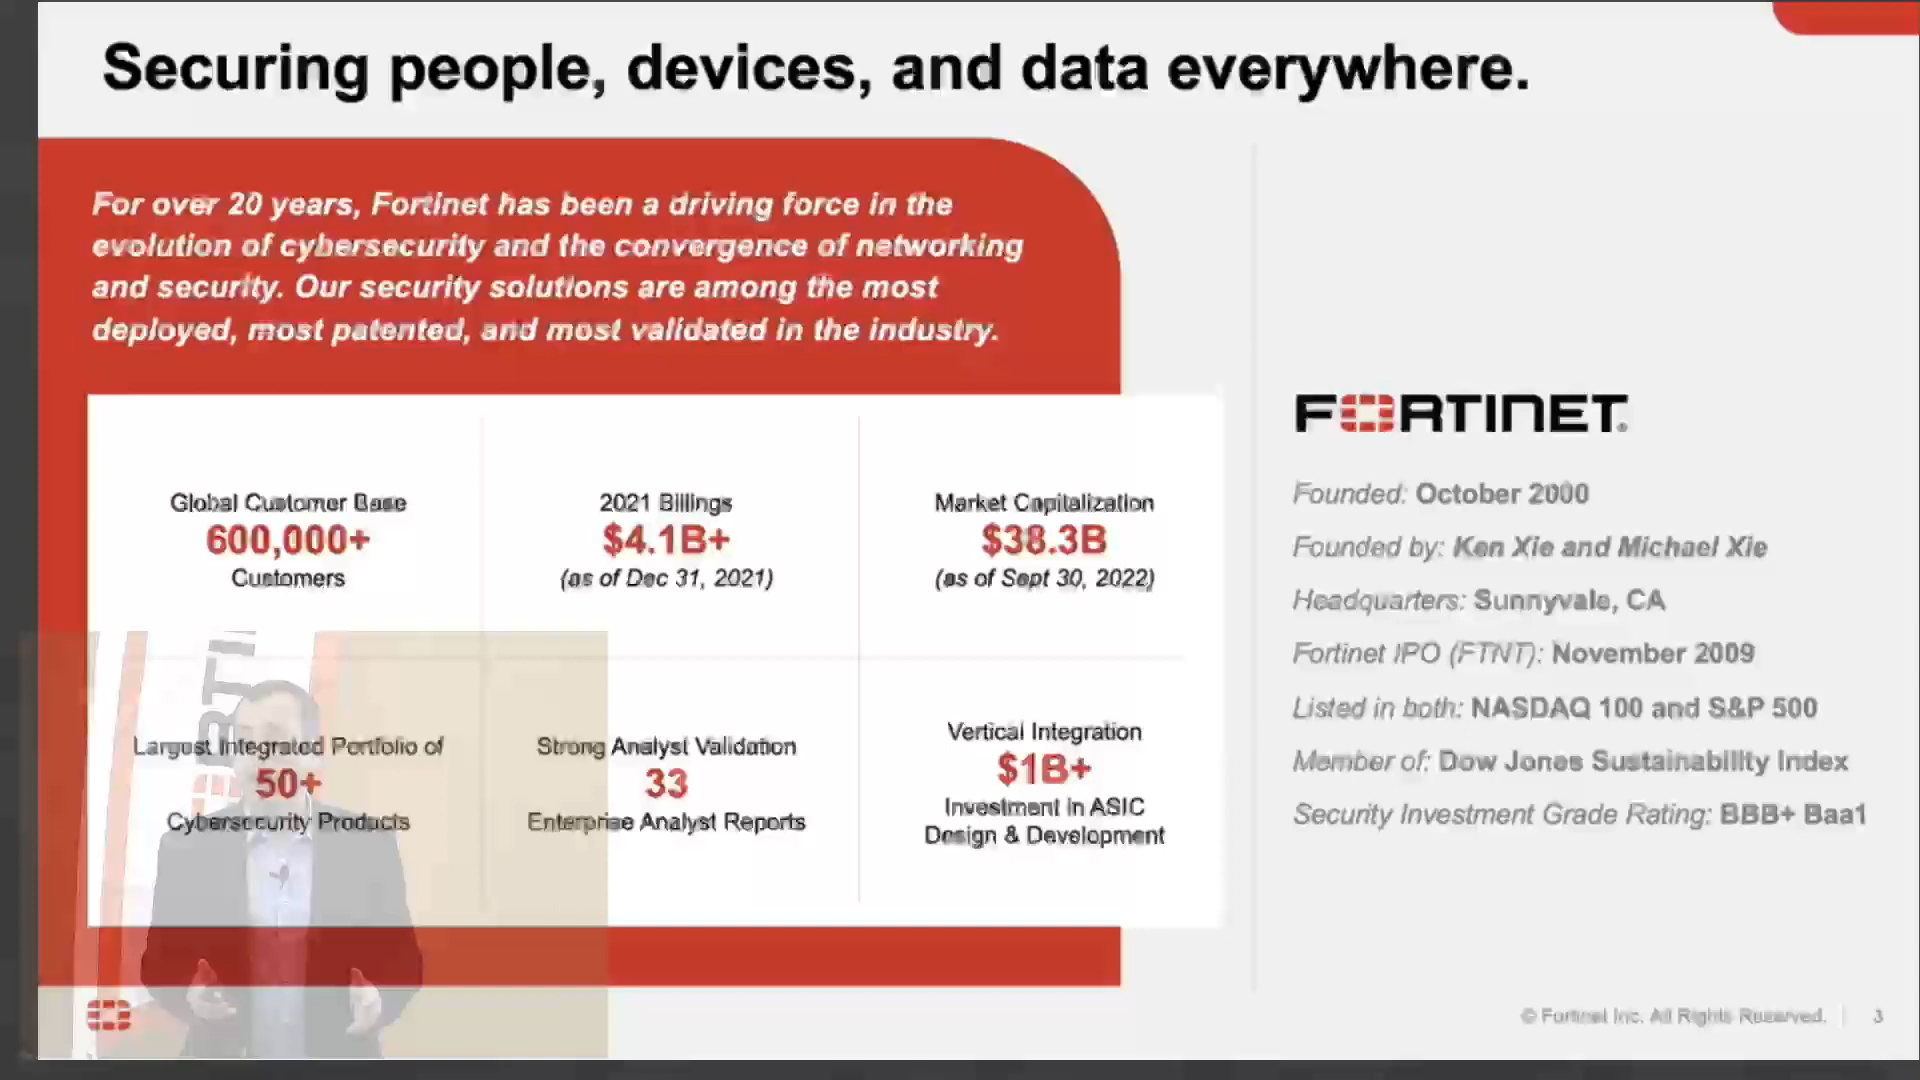 Securing people, devices, and data everywhere.
For over 20 years, Fortinet has been a driving force in the
evolution of cybersecurity and the convergence of networking
and security. Our security solutions are among the most
deployed, most patented, and most validated in the industry.
Global Customer Base
600,000+
Customers
2021 Billings
$4.1B+
(as of Dec 31, 2021)
Market Capitalization
$38.3B
(as of Sept 30, 2022)
Largest Integrated Portfolio of
50+
Cybersecurity Products
Strong Analyst Validation
33
Enterprise Analyst Reports
Vertical Integration
$1B+
Investment in ASIC
Design & Development
FORTINET
Founded: October 2000
Founded by: Ken Xie and Michael Xie
Headquarters: Sunnyvale, CA
Fortinet IPO (FTNT): November 2009
Listed in both: NASDAQ 100 and S&P 500
Member of: Dow Jones Sustainability Index
Security Investment Grade Rating: BBB+ Baa1
© Fortinet Inc. All Rights Reserved.
3